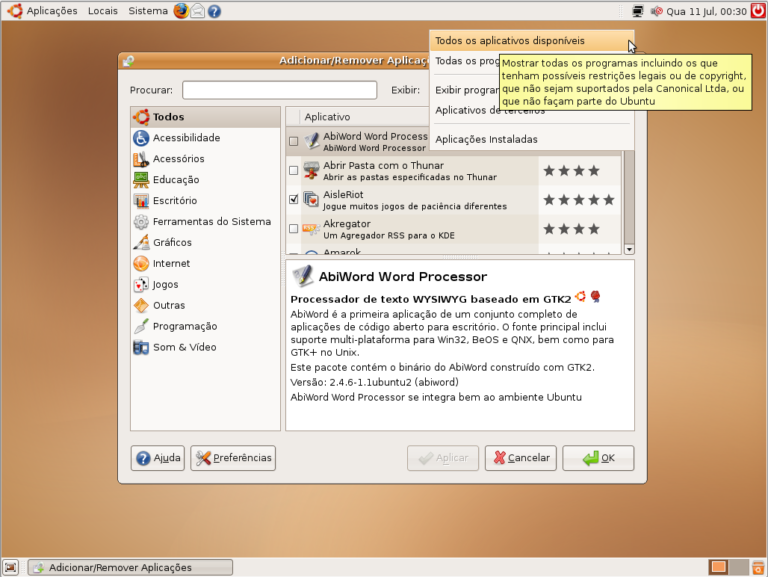 Aplicações Locais Sistema Qua 11 Jul, 00:30
Todos os aplicativos disponíveis
Adicionar/Remover Aplicaç
Todas os prog
Mostrar todas os programas incluindo os que
tenham possíveis restrições legais ou de copyright,
que não sejam suportados pela Canonical Ltda, ou
que não façam parte do Ubuntu
Procurar: Exibir:
Exibir program
Aplicativos de terceiros
Aplicações Instaladas
Todos
Acessibilidade
Acessórios
Educação
Escritório
Ferramentas do Sistema
Gráficos
Internet
Jogos
Outras
Programação
Som & Vídeo
Aplicativo
AbiWord Word Process
AbiWord Word Processor
Abrir Pasta com o Thunar
Abrir as pastas especificadas no Thunar
AisleRiot
Jogue muitos jogos de paciência diferentes
Akregator
Um Agregador RSS para o KDE
Amarok
AbiWord Word Processor
Processador de texto WYSIWYG baseado em GTK2
AbiWord é a primeira aplicação de um conjunto completo de
aplicações de código aberto para escritório. O fonte principal inclui
suporte multi-plataforma para Win32, BeOS e QNX, bem como para
GTK+ no Unix.
Este pacote contém o binário do AbiWord construído com GTK2.
Versão: 2.4.6-1.1ubuntu2 (abiword)
AbiWord Word Processor se integra bem ao ambiente Ubuntu
Ajuda Preferências Aplicar Cancelar OK
Adicionar/Remover Aplicações